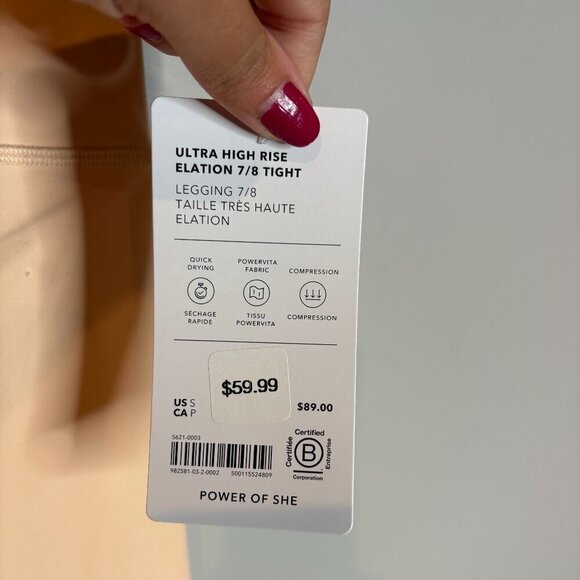 ULTRA HIGH RISE
ELATION 7/8 TIGHT
LEGGING 7/8
TAILLE TRÈS HAUTE
ELATION
QUICK
DRYING
POWERVITA
FABRIC
COMPRESSION
SÉCHAGE
RAPIDE
TISSU
POWERVITA
COMPRESSION
$59.99
US S
CA P
$89.00
5621-0003
982581-03-2-0002 500115524809
Certified
Certifiée
B
Entreprise
Corporation
POWER OF SHE